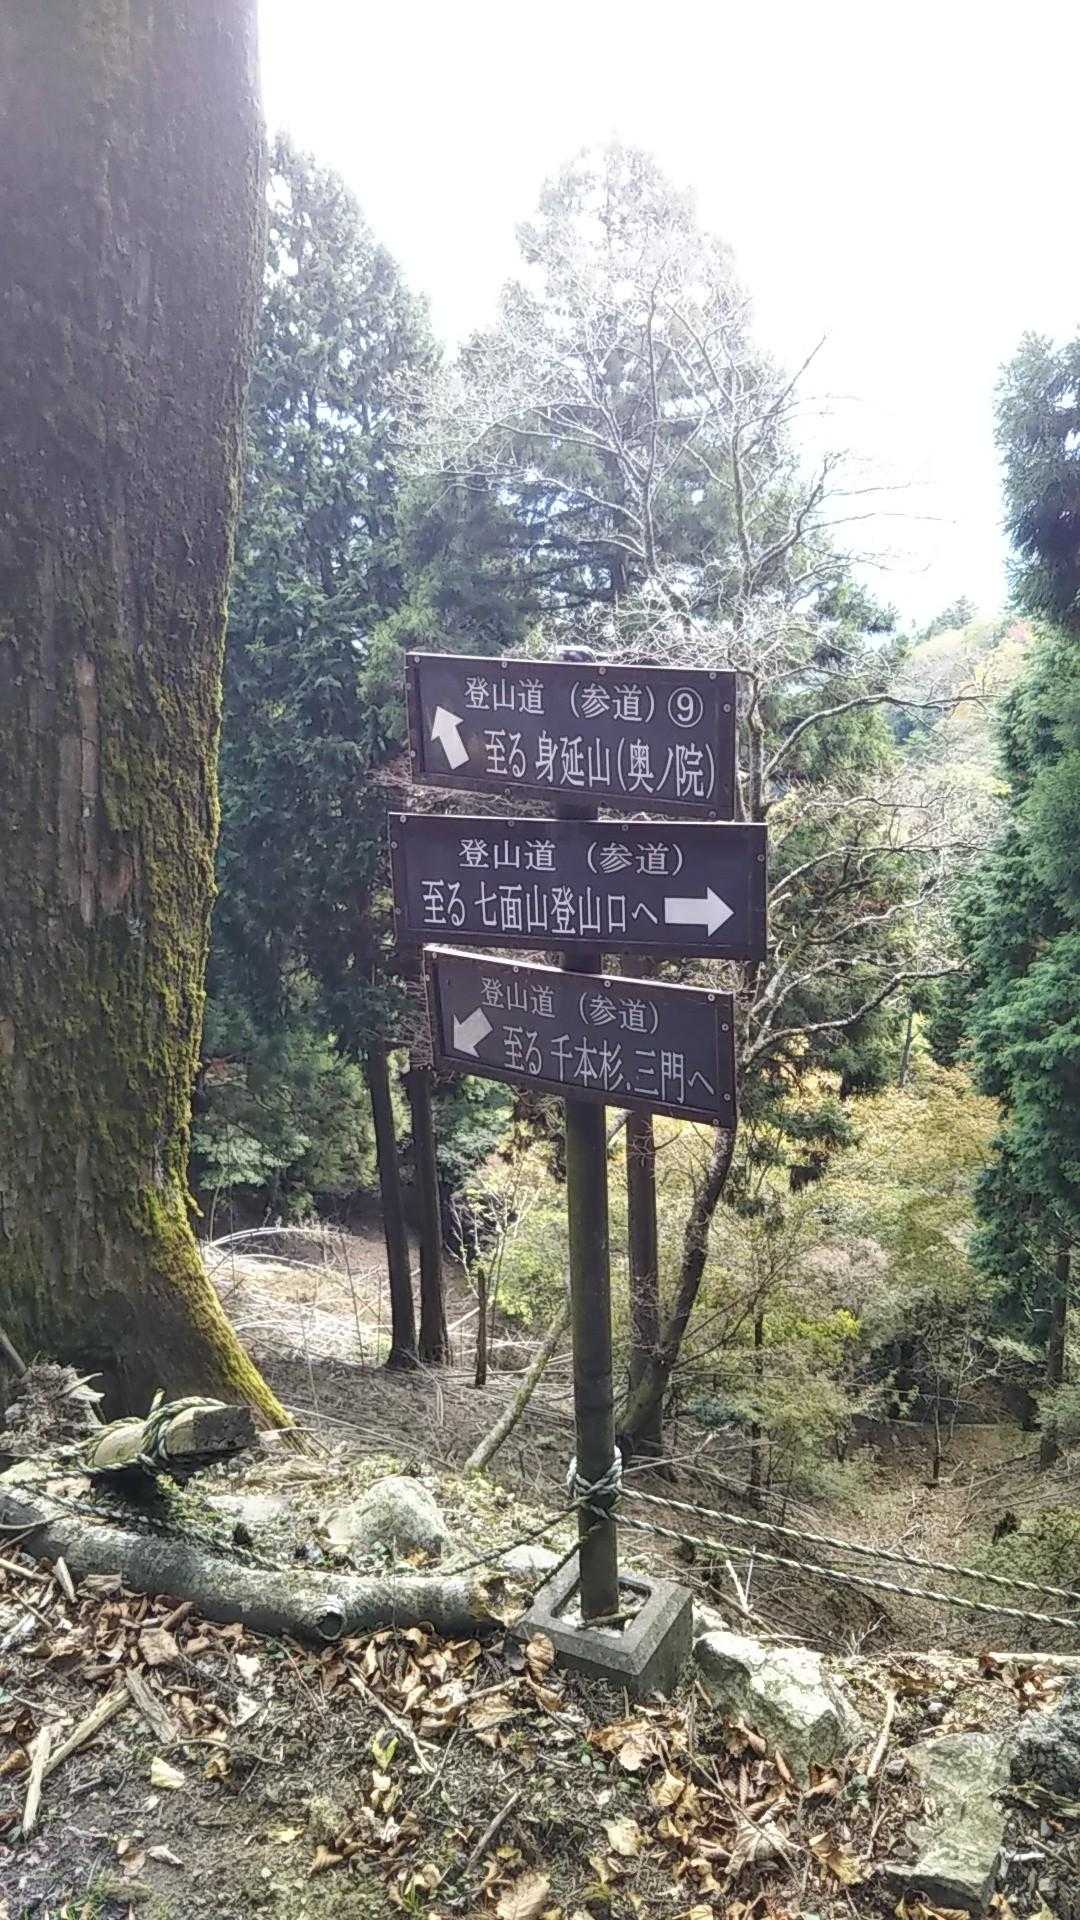 登山道 （参道）⑨
至る 身延山（奥ノ院）
登山道 （参道）
至る 七面山登山口へ
登山道 （参道）
至る 千本杉、三門へ